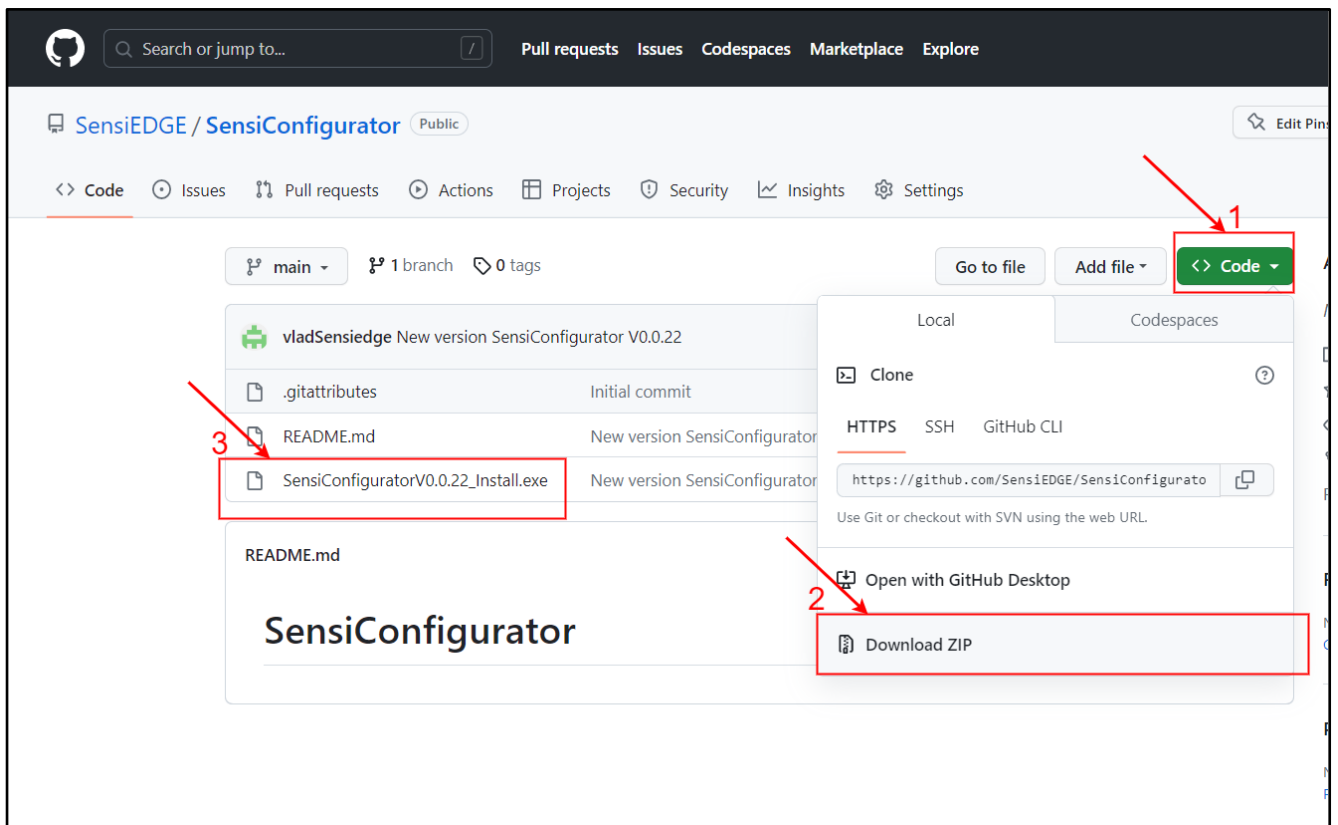 Search or jump to... /
Pull requests Issues Codespaces Marketplace Explore
SensiEDGE / SensiConfigurator Public
Edit Pins
<> Code Issues Pull requests Actions Projects Security Insights Settings
1
main 1 branch 0 tags Go to file Add file <> Code
Local Codespaces
vladSensiedge New version SensiConfigurator V0.0.22
Clone
.gitattributes Initial commit
HTTPS SSH GitHub CLI
3
README.md New version SensiConfigurator
SensiConfiguratorV0.0.22_Install.exe New version SensiConfigurator
https://github.com/SensiEDGE/SensiConfigurato
Use Git or checkout with SVN using the web URL.
README.md
Open with GitHub Desktop
2
SensiConfigurator
Download ZIP